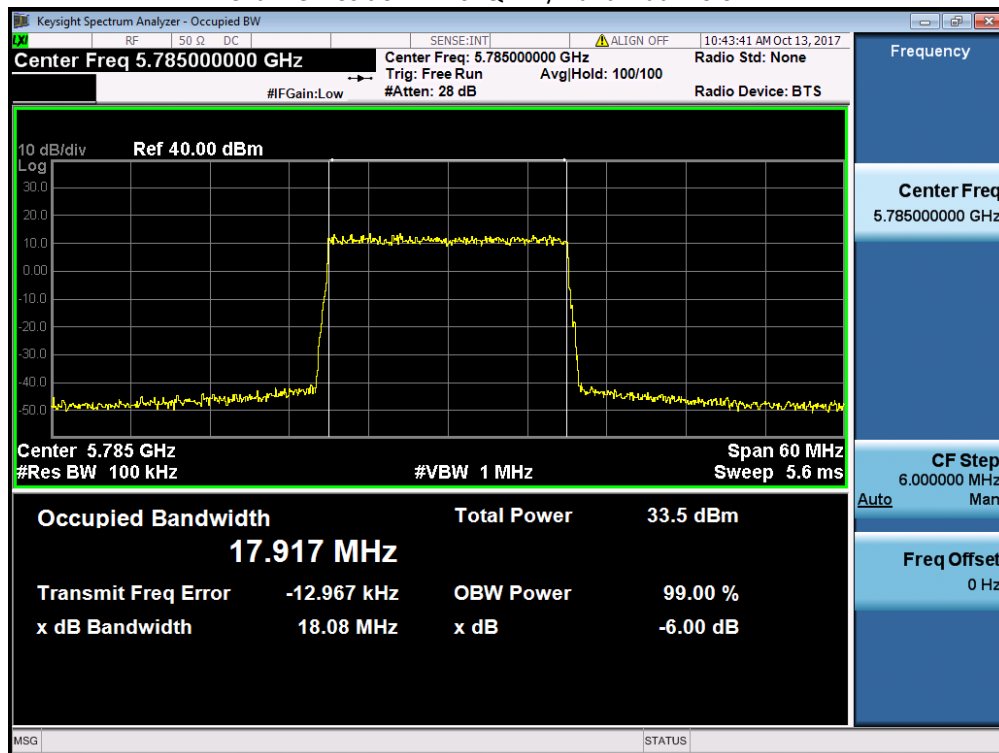 Keysight Spectrum Analyzer - Occupied BW
LXI RF 50 Ω DC SENSE:INT ALIGN OFF 10:43:41 AM Oct 13, 2017
Center Freq 5.785000000 GHz
Center Freq: 5.785000000 GHz
Radio Std: None
Trig: Free Run Avg|Hold: 100/100
#IFGain:Low
#Atten: 28 dB
Radio Device: BTS
10 dB/div Ref 40.00 dBm
Log
30.0
20.0
10.0
0.00
-10.0
-20.0
-30.0
-40.0
-50.0
Center 5.785 GHz Span 60 MHz
#Res BW 100 kHz #VBW 1 MHz Sweep 5.6 ms
Occupied Bandwidth Total Power 33.5 dBm
17.917 MHz
Transmit Freq Error -12.967 kHz OBW Power 99.00 %
x dB Bandwidth 18.08 MHz x dB -6.00 dB
MSG STATUS
Frequency
Center Freq
5.785000000 GHz
CF Step
6.000000 MHz
Auto Man
Freq Offset
0 Hz